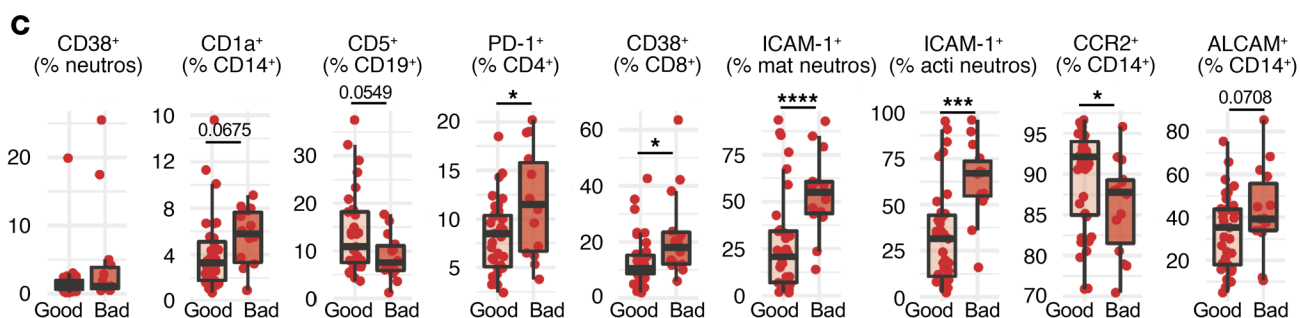 c
CD38⁺
(% neutros)
20
10
0
Good Bad
CD1a⁺
(% CD14⁺)
10
12
8
4
0
0.0675
Good Bad
CD5⁺
(% CD19⁺)
0.0549
30
20
10
0
Good Bad
PD-1⁺
(% CD4⁺)
*
20
15
10
5
Good Bad
CD38⁺
(% CD8⁺)
60
40
20
0
*
Good Bad
ICAM-1⁺
(% mat neutros)
****
75
50
25
0
Good Bad
ICAM-1⁺
(% acti neutros)
***
100
75
50
25
0
Good Bad
CCR2⁺
(% CD14⁺)
*
95
90
85
80
70
Good Bad
ALCAM⁺
(% CD14⁺)
0.0708
80
60
40
20
Good Bad